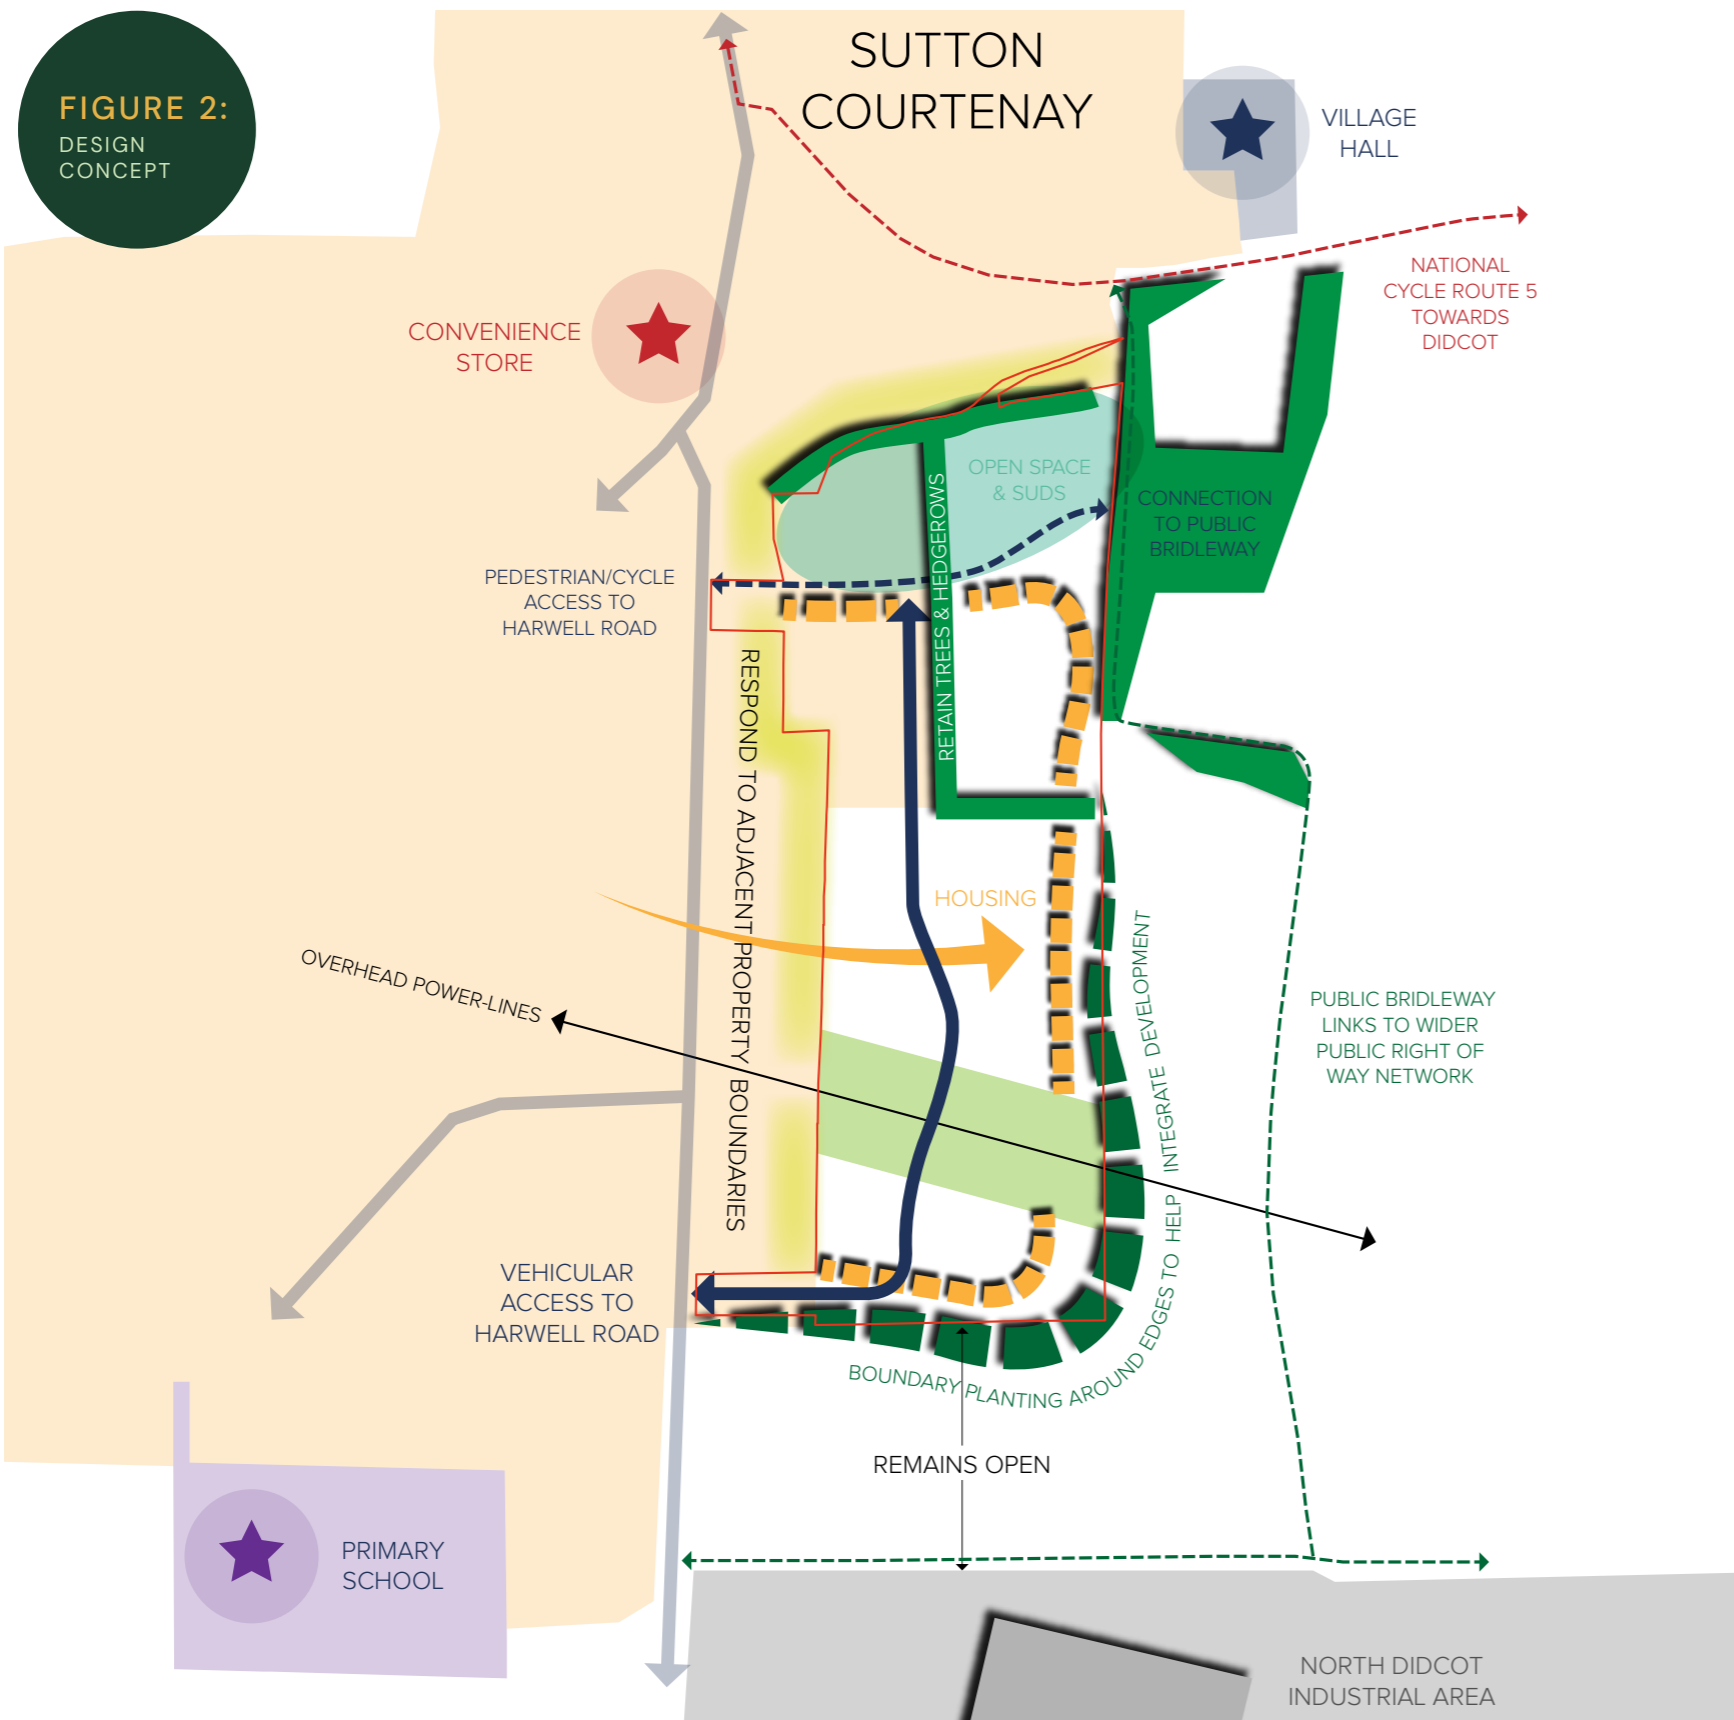 FIGURE 2:
DESIGN
CONCEPT
SUTTON
COURTENAY
VILLAGE
HALL
NATIONAL
CYCLE ROUTE 5
TOWARDS
DIDCOT
CONVENIENCE
STORE
OPEN SPACE
& SUDS
CONNECTION
TO PUBLIC
BRIDLEWAY
PEDESTRIAN/CYCLE
ACCESS TO
HARWELL ROAD
RETAIN TREES & HEDGEROWS
RESPOND TO ADJACENT PROPERTY BOUNDARIES
HOUSING
OVERHEAD POWER-LINES
PUBLIC BRIDLEWAY
LINKS TO WIDER
PUBLIC RIGHT OF
WAY NETWORK
VEHICULAR
ACCESS TO
HARWELL ROAD
BOUNDARY PLANTING AROUND EDGES TO HELP INTEGRATE DEVELOPMENT
REMAINS OPEN
PRIMARY
SCHOOL
NORTH DIDCOT
INDUSTRIAL AREA